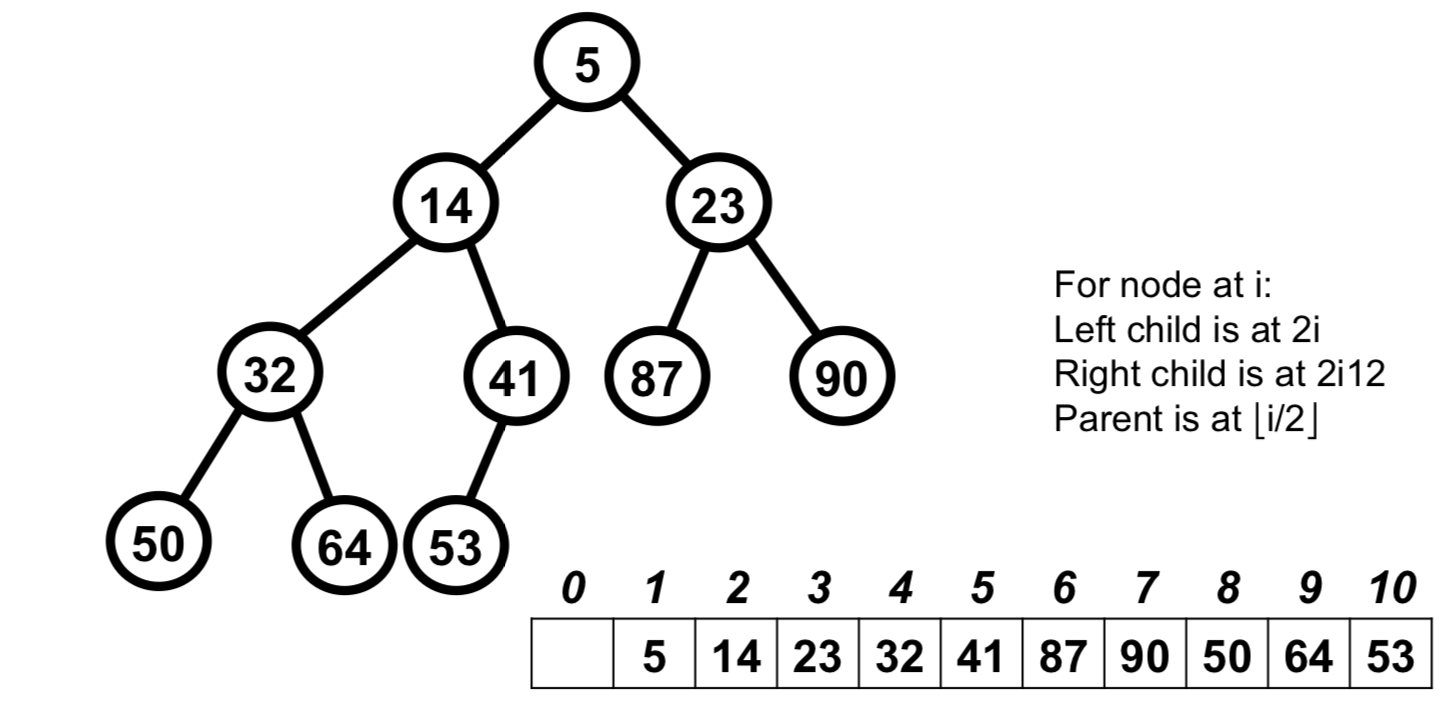 5
14 23
32 41 87 90
50 64 53
For node at i:
Left child is at 2i
Right child is at 2i12
Parent is at ⌊i/2⌋
0 1 2 3 4 5 6 7 8 9 10
5 14 23 32 41 87 90 50 64 53